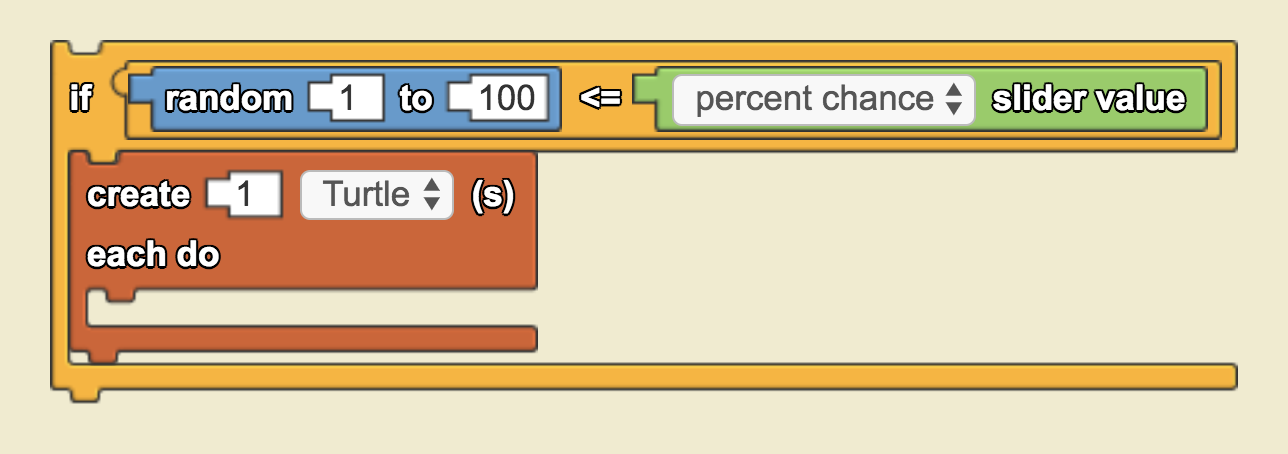 if random 1 to 100 <= percent chance slider value
create 1 Turtle (s)
each do